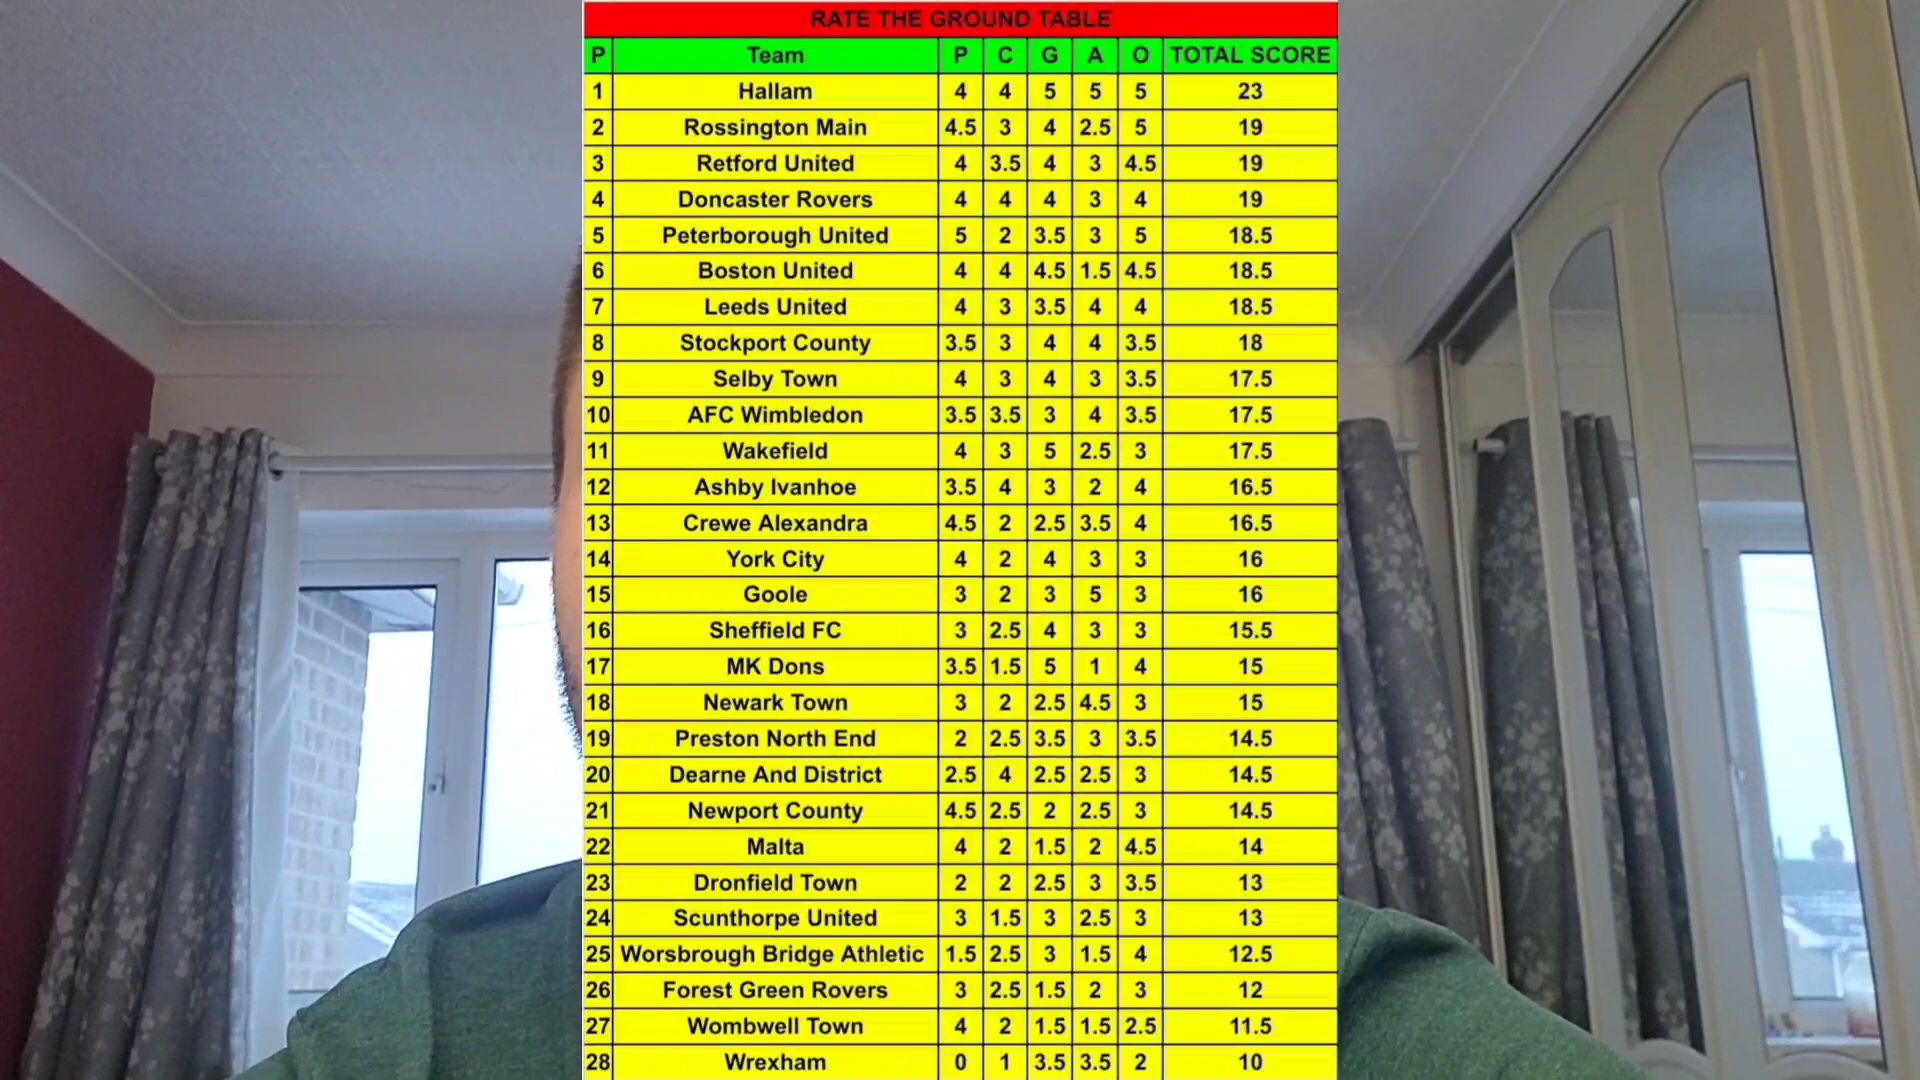 RATE THE GROUND TABLE
P Team P C G A O TOTAL SCORE
1 Hallam 4 4 5 5 5 23
2 Rossington Main 4.5 3 4 2.5 5 19
3 Retford United 4 3.5 4 3 4.5 19
4 Doncaster Rovers 4 4 4 3 4 19
5 Peterborough United 5 2 3.5 3 5 18.5
6 Boston United 4 4 4.5 1.5 4.5 18.5
7 Leeds United 4 3 3.5 4 4 18.5
8 Stockport County 3.5 3 4 4 3.5 18
9 Selby Town 4 3 4 3 3.5 17.5
10 AFC Wimbledon 3.5 3.5 3 4 3.5 17.5
11 Wakefield 4 3 5 2.5 3 17.5
12 Ashby Ivanhoe 3.5 4 3 2 4 16.5
13 Crewe Alexandra 4.5 2 2.5 3.5 4 16.5
14 York City 4 2 4 3 3 16
15 Goole 3 2 3 5 3 16
16 Sheffield FC 3 2.5 4 3 3 15.5
17 MK Dons 3.5 1.5 5 1 4 15
18 Newark Town 3 2 2.5 4.5 3 15
19 Preston North End 2 2.5 3.5 3 3.5 14.5
20 Dearne And District 2.5 4 2.5 2.5 3 14.5
21 Newport County 4.5 2.5 2 2.5 3 14.5
22 Malta 4 2 1.5 2 4.5 14
23 Dronfield Town 2 2 2.5 3 3.5 13
24 Scunthorpe United 3 1.5 3 2.5 3 13
25 Worsbrough Bridge Athletic 1.5 2.5 3 1.5 4 12.5
26 Forest Green Rovers 3 2.5 1.5 2 3 12
27 Wombwell Town 4 2 1.5 1.5 2.5 11.5
28 Wrexham 0 1 3.5 3.5 2 10